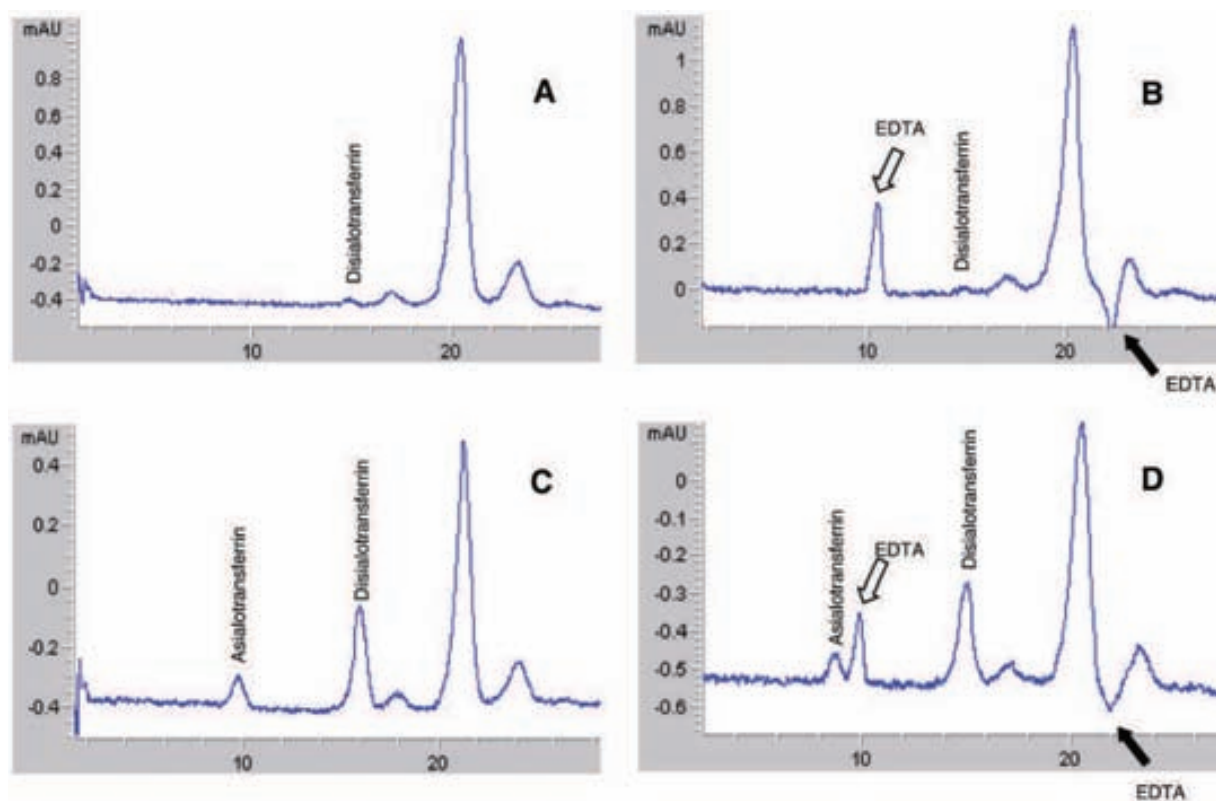 mAU
A
0.8
0.6
0.4
0.2
0
-0.2
-0.4
Disialotransferrin
10
20
mAU
B
1
0.8
0.6
0.4
0.2
0
EDTA
Disialotransferrin
10
20
EDTA
mAU
C
0.4
0.2
0
-0.2
-0.4
Asialotransferrin
Disialotransferrin
10
20
mAU
D
0
-0.1
-0.2
-0.3
-0.4
-0.5
-0.6
Asialotransferrin
EDTA
Disialotransferrin
10
20
EDTA